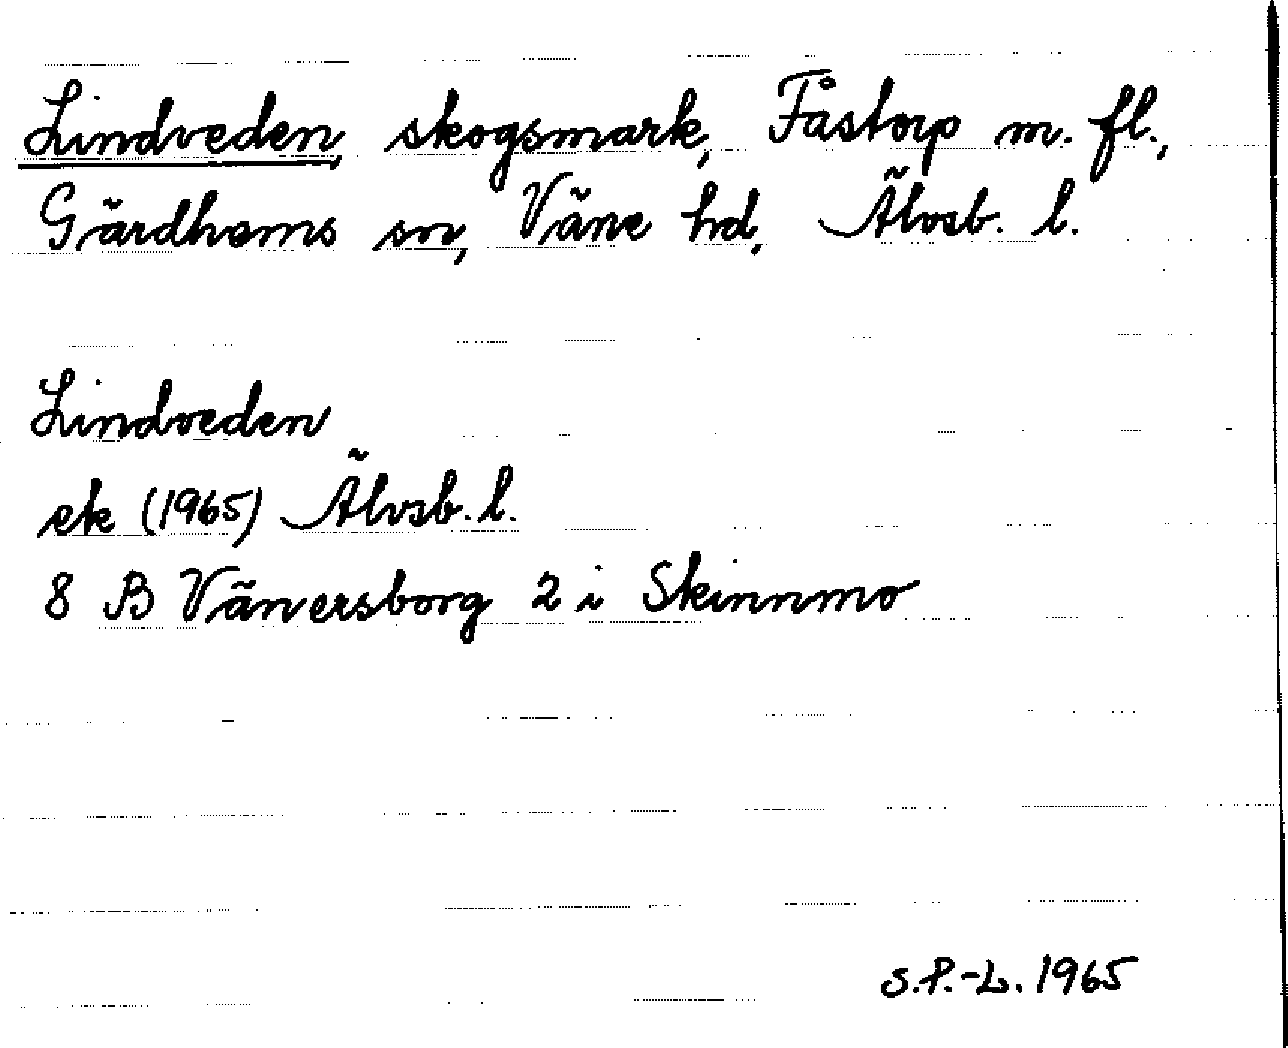 Lindveden, skogsmark, Fåstorp m. fl.,
Gärdhems sn, Väne hd, Älvsb. l.
Lindveden
ek (1965) Älvsb. l.
8 B Vänersborg 2 i Skinnmo
S.P.-L. 1965